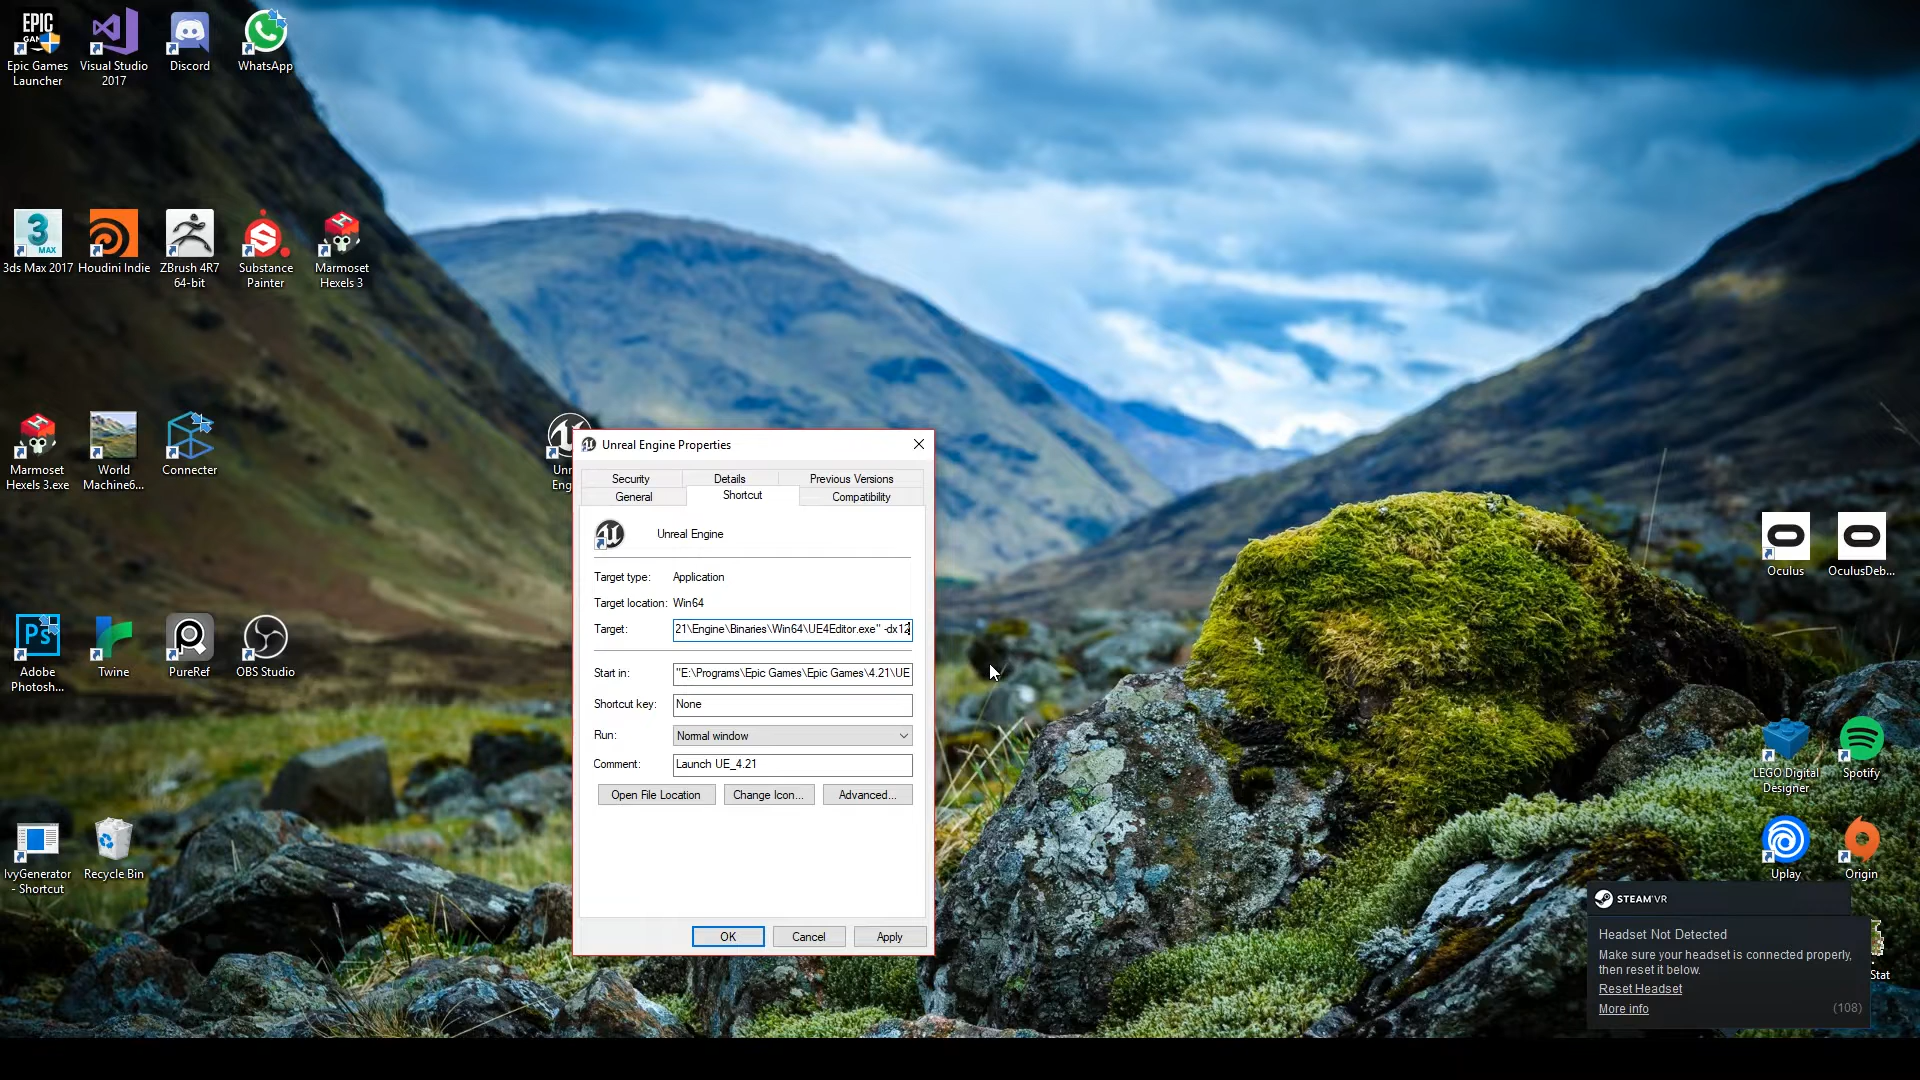 EPIC
Epic Games
Launcher
Visual Studio
2017
Discord
WhatsApp
3
MAX
3ds Max 2017
Houdini Indie
ZBrush 4R7
64-bit
Substance
Painter
Marmoset
Hexels 3
Marmoset
Hexels 3.exe
World
Machine6...
Connecter
Adobe
Photosh...
Twine
PureRef
OBS Studio
IvyGenerator
- Shortcut
Recycle Bin
Unreal Engine Properties
Security
Details
Previous Versions
General
Shortcut
Compatibility
Unreal Engine
Target type:
Application
Target location:
Win64
Target:
21\Engine\Binaries\Win64\UE4Editor.exe" -dx12
Start in:
"E:\Programs\Epic Games\Epic Games\4.21\UE
Shortcut key:
None
Run:
Normal window
Comment:
Launch UE_4.21
Open File Location
Change Icon...
Advanced...
OK
Cancel
Apply
Oculus
OculusDeb...
LEGO Digital
Designer
Spotify
Uplay
Origin
STEAMVR
Headset Not Detected
Make sure your headset is connected properly,
then reset it below.
Reset Headset
More info
(108)
Stat